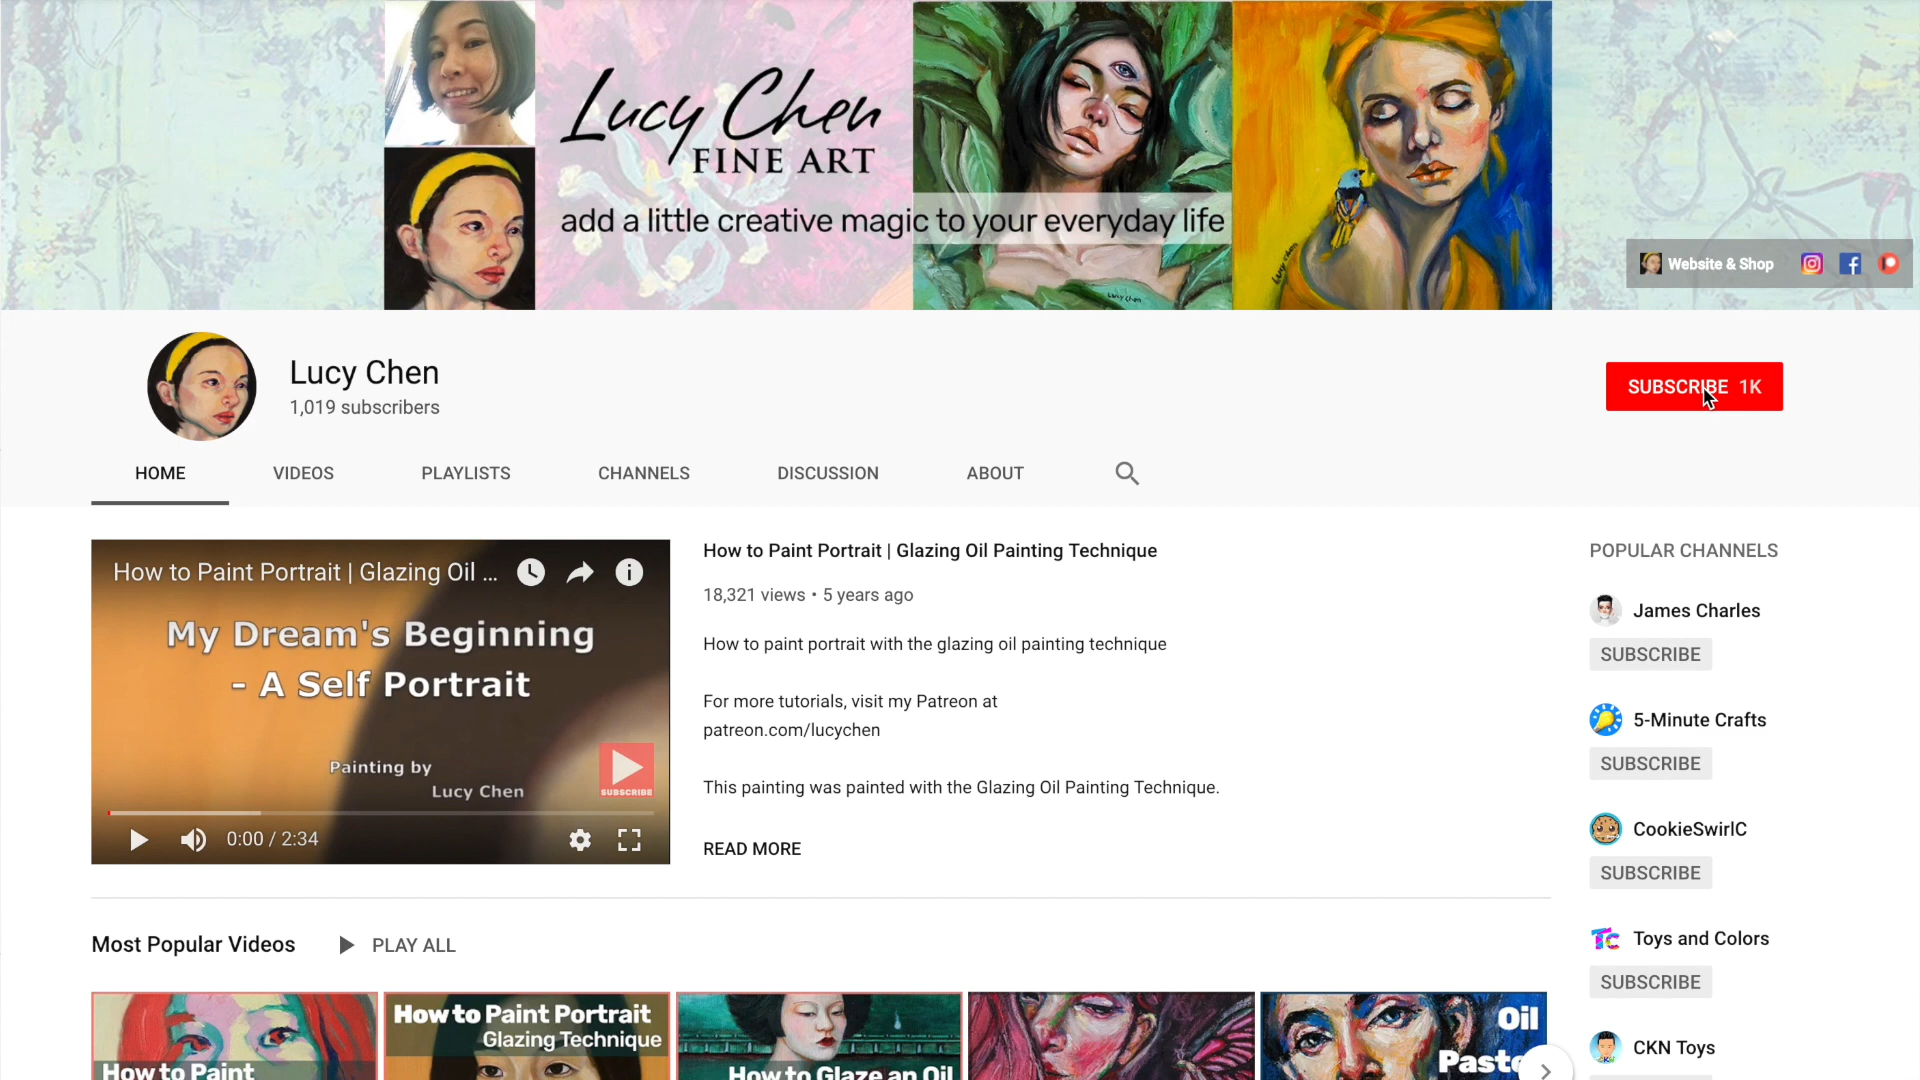 Lucy Chen
FINE ART
add a little creative magic to your everyday life
Lucy Chen
Lucy Chen
Website & Shop
Lucy Chen
1,019 subscribers
SUBSCRIBE 1K
HOME
VIDEOS
PLAYLISTS
CHANNELS
DISCUSSION
ABOUT
How to Paint Portrait | Glazing Oil ...
My Dream's Beginning
- A Self Portrait
Painting by
Lucy Chen
SUBSCRIBE
0:00 / 2:34
How to Paint Portrait | Glazing Oil Painting Technique
18,321 views • 5 years ago
How to paint portrait with the glazing oil painting technique
For more tutorials, visit my Patreon at
patreon.com/lucychen
This painting was painted with the Glazing Oil Painting Technique.
READ MORE
POPULAR CHANNELS
James Charles
SUBSCRIBE
5-Minute Crafts
SUBSCRIBE
CookieSwirlC
SUBSCRIBE
Tc
Toys and Colors
SUBSCRIBE
CKN Toys
Most Popular Videos
PLAY ALL
How to Paint
How to Paint Portrait
Glazing Technique
How to Glaze an Oil
Oil
Paste